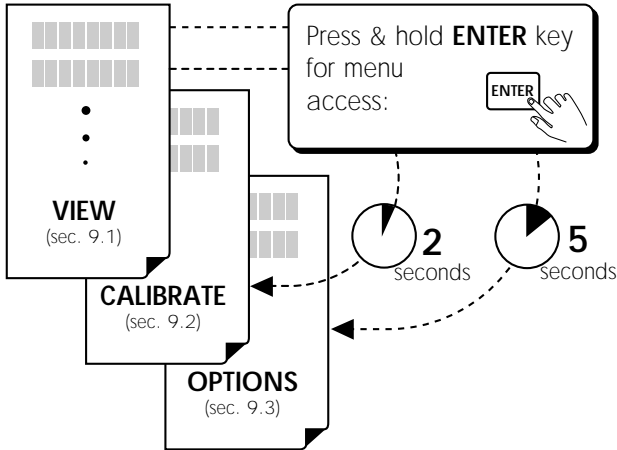 Press & hold ENTER key
for menu
access:
ENTER
VIEW
(sec. 9.1)
2
seconds
5
seconds
CALIBRATE
(sec. 9.2)
OPTIONS
(sec. 9.3)